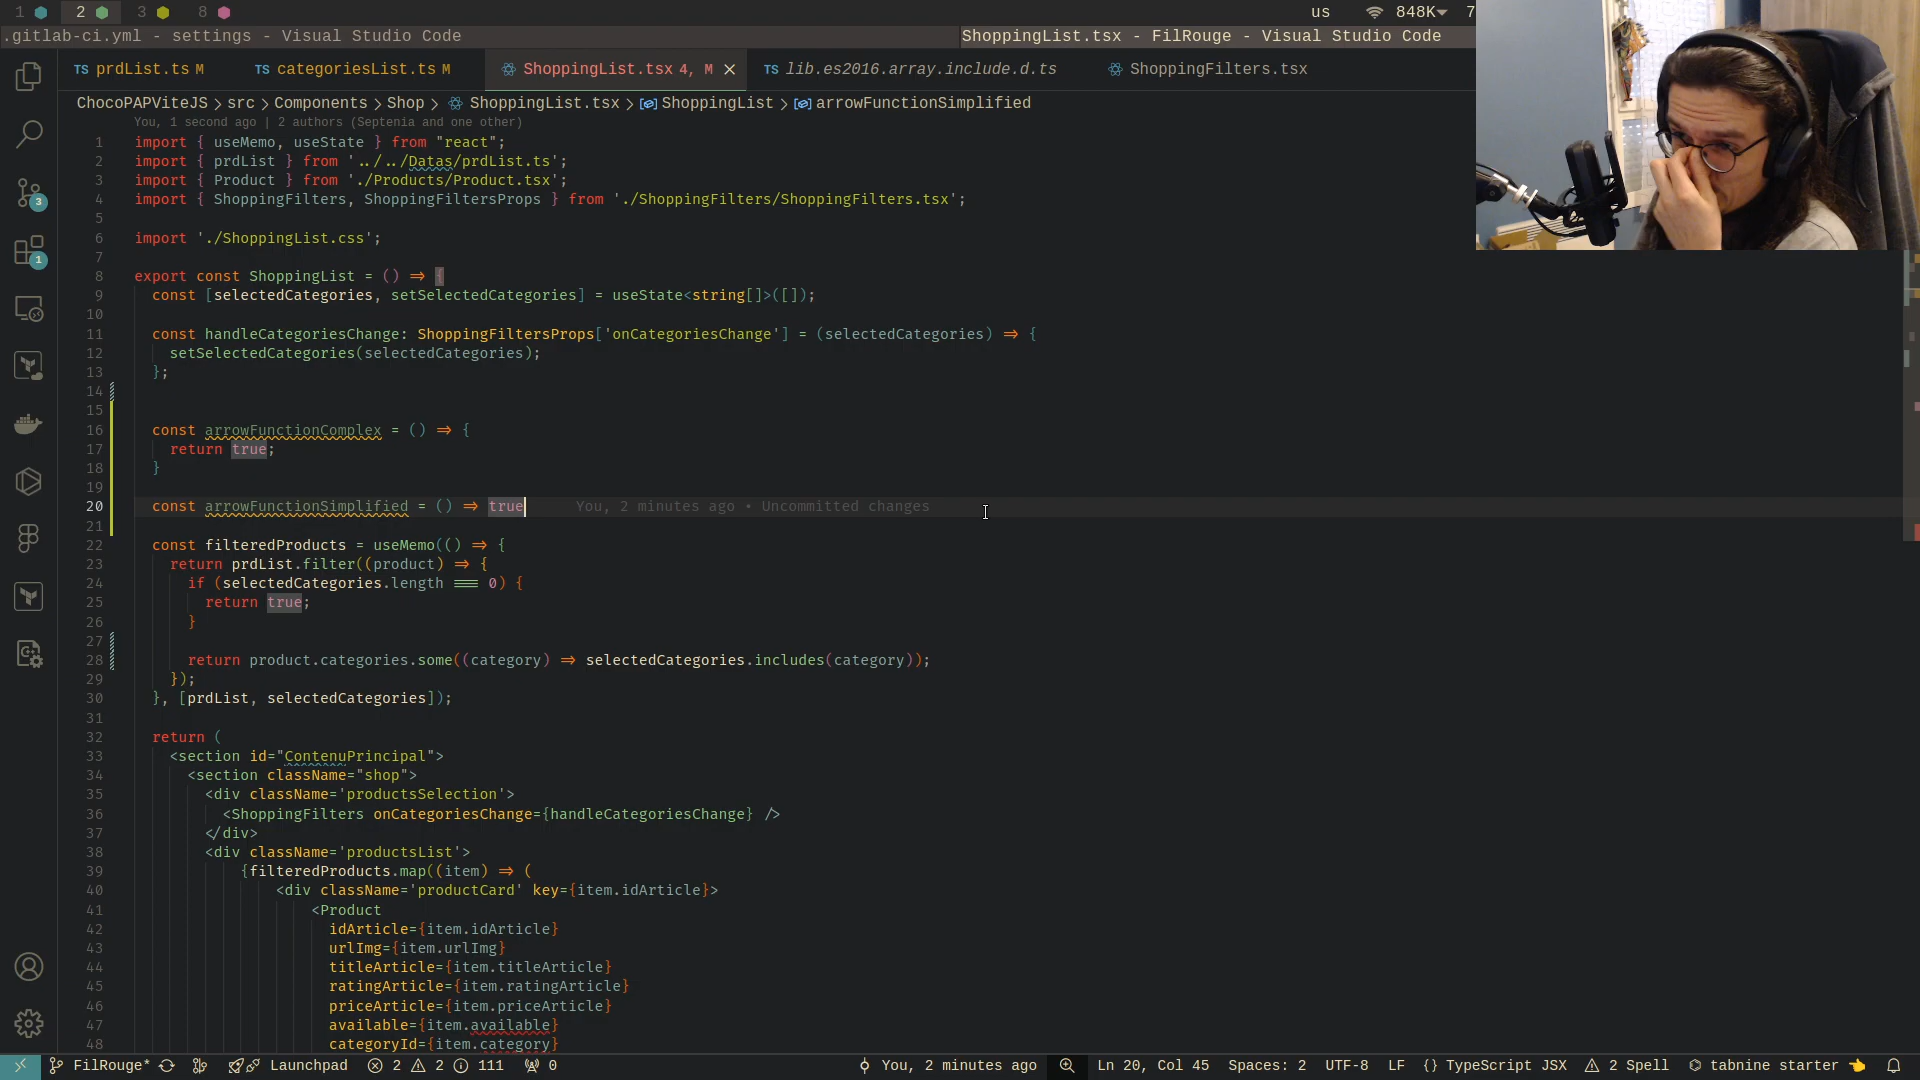 1 2 3 8 us 848K 7
.gitlab-ci.yml - settings - Visual Studio Code
ShoppingList.tsx - FilRouge - Visual Studio Code
TS prdList.ts M
TS categoriesList.ts M
ShoppingList.tsx 4, M
TS lib.es2016.array.include.d.ts
ShoppingFilters.tsx
ChocoPAPViteJS > src > Components > Shop > ShoppingList.tsx > ShoppingList > arrowFunctionSimplified
You, 1 second ago | 2 authors (Septenia and one other)
1 import { useMemo, useState } from "react";
2 import { prdList } from '../../Datas/prdList.ts';
3 import { Product } from './Products/Product.tsx';
4 import { ShoppingFilters, ShoppingFiltersProps } from './ShoppingFilters/ShoppingFilters.tsx';
5
6 import './ShoppingList.css';
7
8 export const ShoppingList = () => {
9 const [selectedCategories, setSelectedCategories] = useState<string[]>([]);
10
11 const handleCategoriesChange: ShoppingFiltersProps['onCategoriesChange'] = (selectedCategories) => {
12 setSelectedCategories(selectedCategories);
13 };
14
15
16 const arrowFunctionComplex = () => {
17 return true;
18 }
19
20 const arrowFunctionSimplified = () => true You, 2 minutes ago • Uncommitted changes
21
22 const filteredProducts = useMemo(() => {
23 return prdList.filter((product) => {
24 if (selectedCategories.length === 0) {
25 return true;
26 }
27
28 return product.categories.some((category) => selectedCategories.includes(category));
29 });
30 }, [prdList, selectedCategories]);
31
32 return (
33 <section id="ContenuPrincipal">
34 <section className="shop">
35 <div className='productsSelection'>
36 <ShoppingFilters onCategoriesChange={handleCategoriesChange} />
37 </div>
38 <div className='productsList'>
39 {filteredProducts.map((item) => (
40 <div className='productCard' key={item.idArticle}>
41 <Product
42 idArticle={item.idArticle}
43 urlImg={item.urlImg}
44 titleArticle={item.titleArticle}
45 ratingArticle={item.ratingArticle}
46 priceArticle={item.priceArticle}
47 available={item.available}
48 categoryId={item.category}
3
1
FilRouge* Launchpad 2 2 111 0 You, 2 minutes ago Ln 20, Col 45 Spaces: 2 UTF-8 LF {} TypeScript JSX 2 Spell tabnine starter